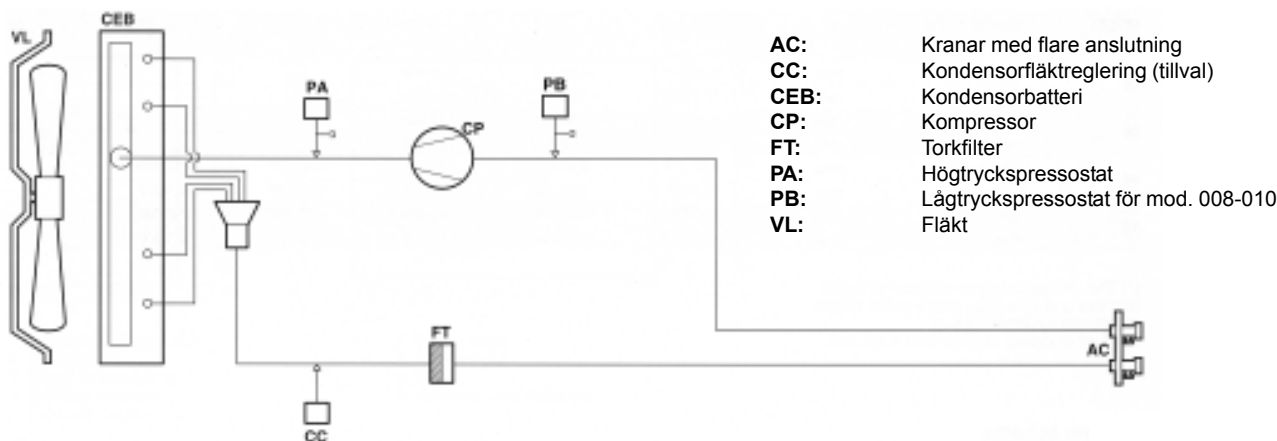 CEB
VL
PA
PB
CP
FT
AC
CC
AC: Kranar med flare anslutning
CC: Kondensorfläktreglering (tillval)
CEB: Kondensorbatteri
CP: Kompressor
FT: Torkfilter
PA: Högtryckspressostat
PB: Lågtryckspressostat för mod. 008-010
VL: Fläkt